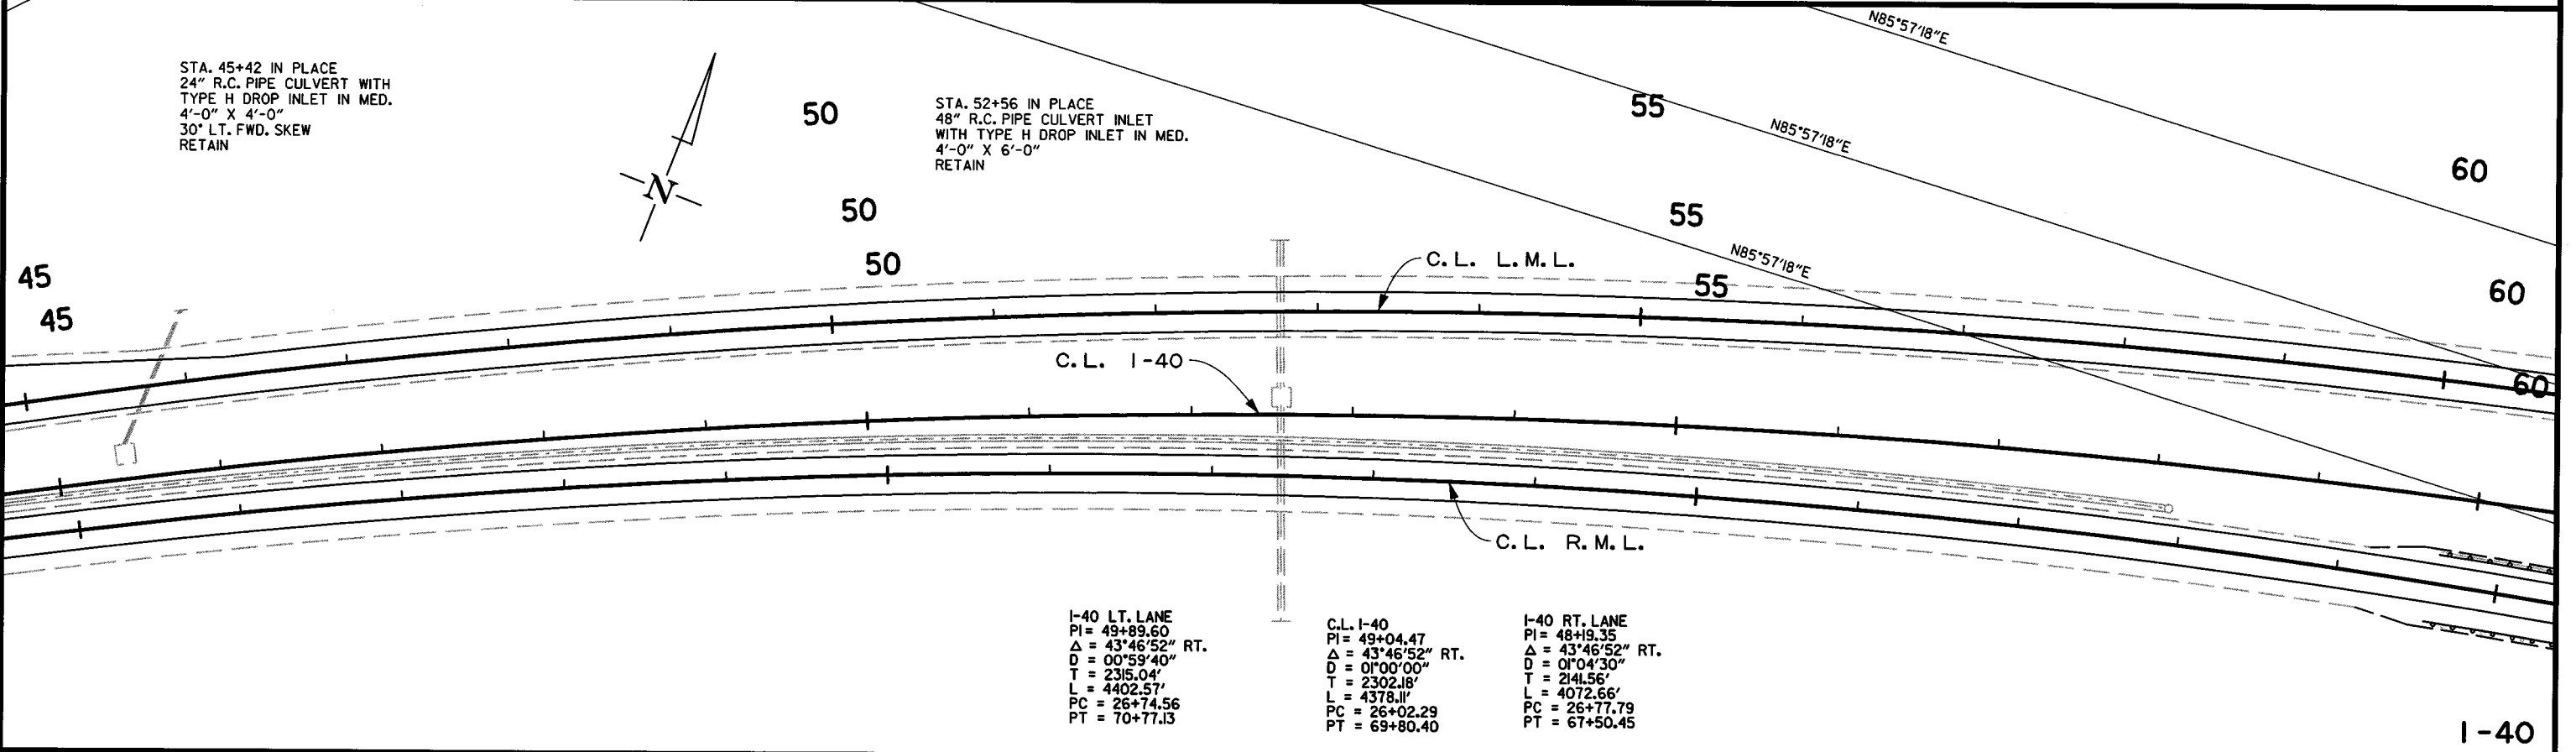 N85°57'18"E
STA. 45+42 IN PLACE
24" R.C. PIPE CULVERT WITH
TYPE H DROP INLET IN MED.
4'-0" X 4'-0"
30° LT. FWD. SKEW
RETAIN
50
STA. 52+56 IN PLACE
48" R.C. PIPE CULVERT INLET
WITH TYPE H DROP INLET IN MED.
4'-0" X 6'-0"
RETAIN
55
N85°57'18"E
60
N
50
55
N85°57'18"E
45
50
C.L. L.M.L.
55
60
45
C.L. I-40
60
C.L. R.M.L.
I-40 LT. LANE
PI= 49+89.60
Δ = 43°46'52" RT.
D = 00°59'40"
T = 2315.04'
L = 4402.57'
PC = 26+74.56
PT = 70+77.13
C.L. I-40
PI= 49+04.47
Δ = 43°46'52" RT.
D = 01°00'00"
T = 2302.18'
L = 4378.11'
PC = 26+02.29
PT = 69+80.40
I-40 RT. LANE
PI= 48+19.35
Δ = 43°46'52" RT.
D = 01°04'30"
T = 2141.56'
L = 4072.66'
PC = 26+77.79
PT = 67+50.45
I-40